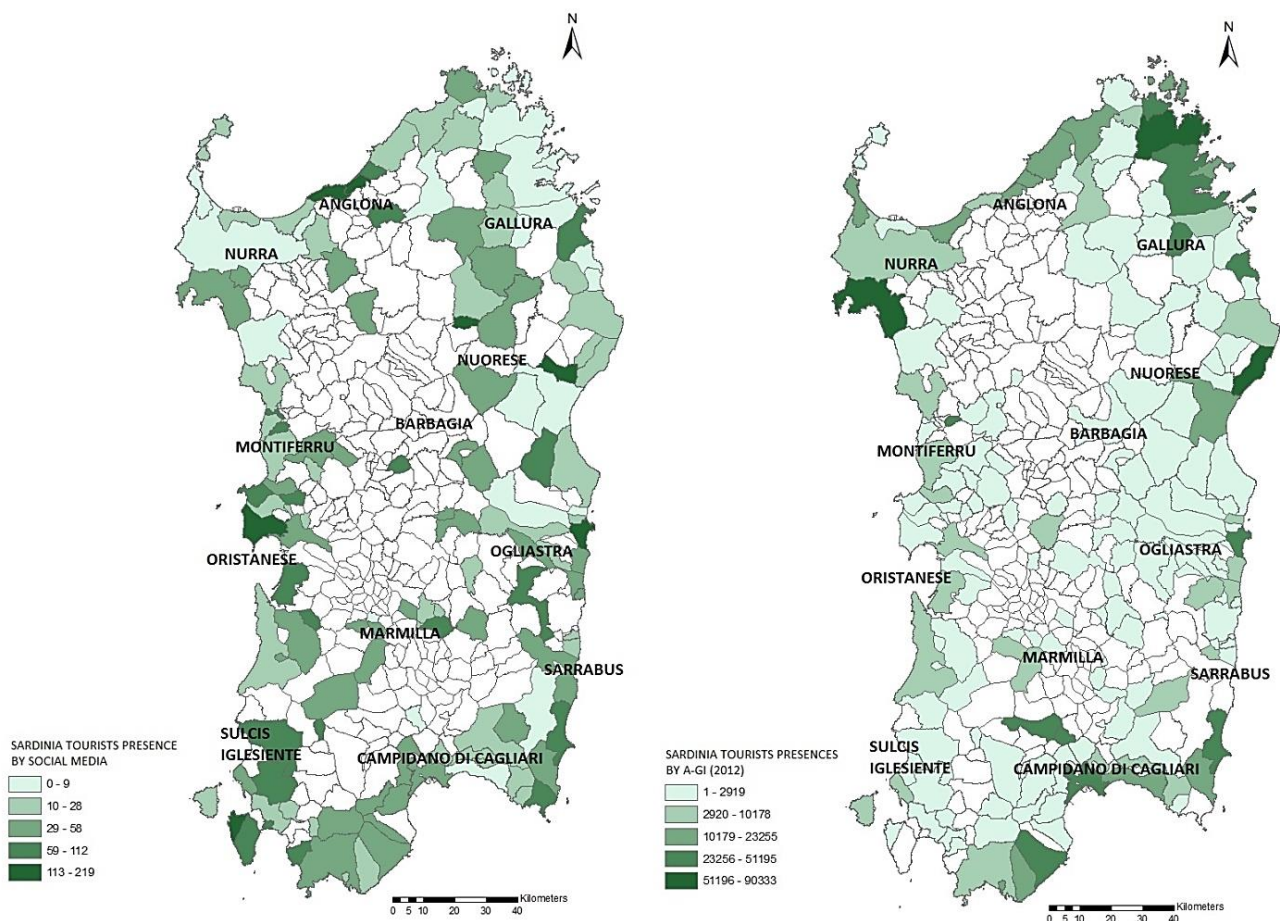 N
ANGLONA
GALLURA
NURRA
NUORESE
BARBAGIA
MONTIFERRU
OGLIASTRA
ORISTANESE
MARMILLA
SARRABUS
SULCIS
IGLESIENTE
CAMPIDANO DI CAGLIARI
SARDINIA TOURISTS PRESENCE
BY SOCIAL MEDIA
0 - 9
10 - 28
29 - 58
59 - 112
113 - 219
Kilometers
0 5 10 20 30 40
N
ANGLONA
GALLURA
NURRA
NUORESE
BARBAGIA
MONTIFERRU
OGLIASTRA
ORISTANESE
MARMILLA
SARRABUS
SULCIS
IGLESIENTE
CAMPIDANO DI CAGLIARI
SARDINIA TOURISTS PRESENCES
BY A-GI (2012)
1 - 2919
2920 - 10178
10179 - 23255
23256 - 51195
51196 - 90333
Kilometers
0 5 10 20 30 40